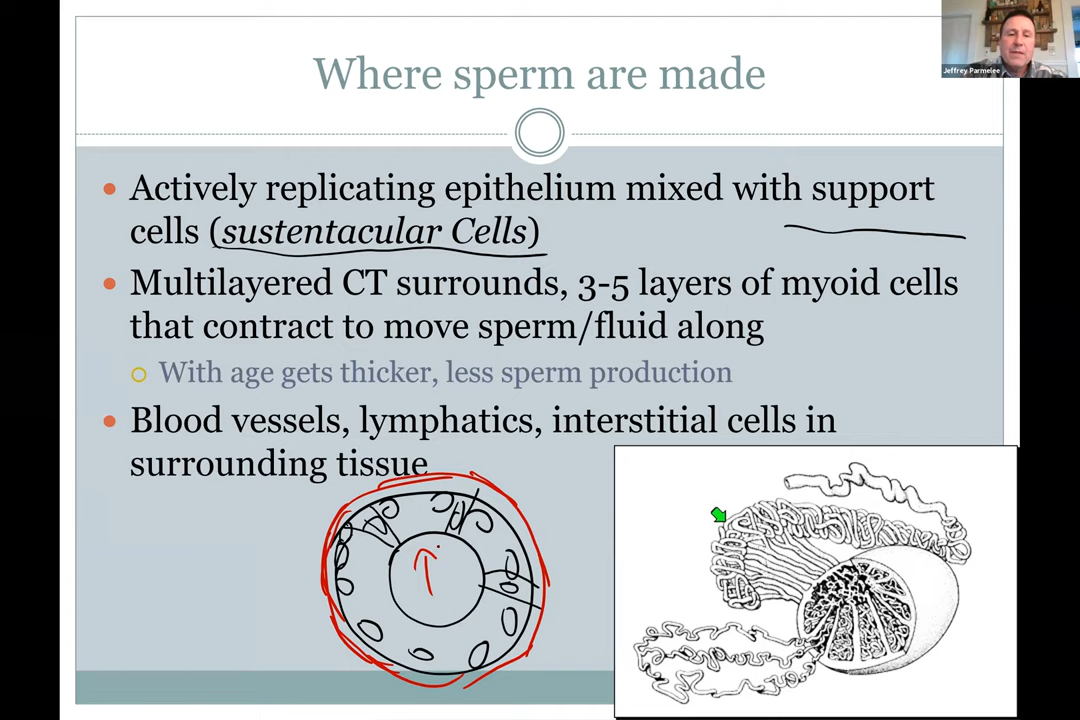 Jeffrey Parmelee
Where sperm are made
Actively replicating epithelium mixed with support
cells (sustentacular Cells)
Multilayered CT surrounds, 3-5 layers of myoid cells
that contract to move sperm/fluid along
With age gets thicker, less sperm production
Blood vessels, lymphatics, interstitial cells in
surrounding tissue